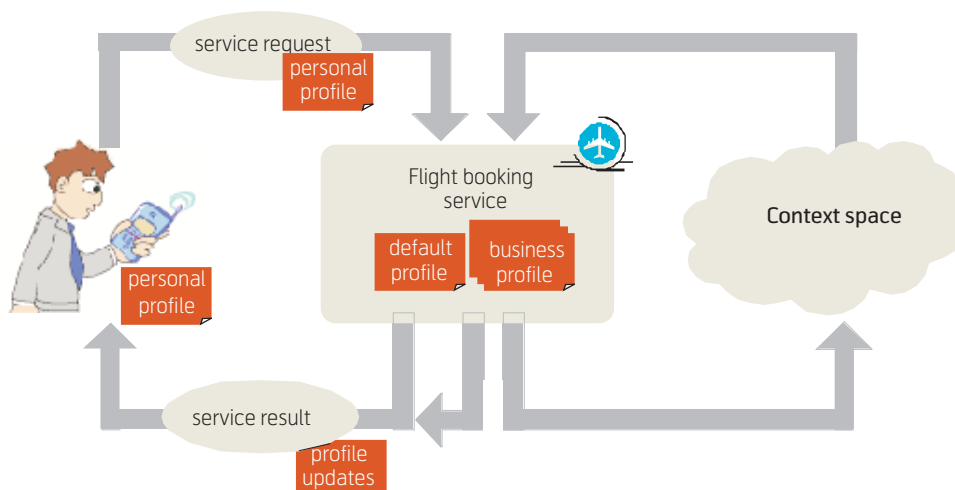 service request
personal
profile
Flight booking
service
default
profile
business
profile
Context space
personal
profile
service result
profile
updates